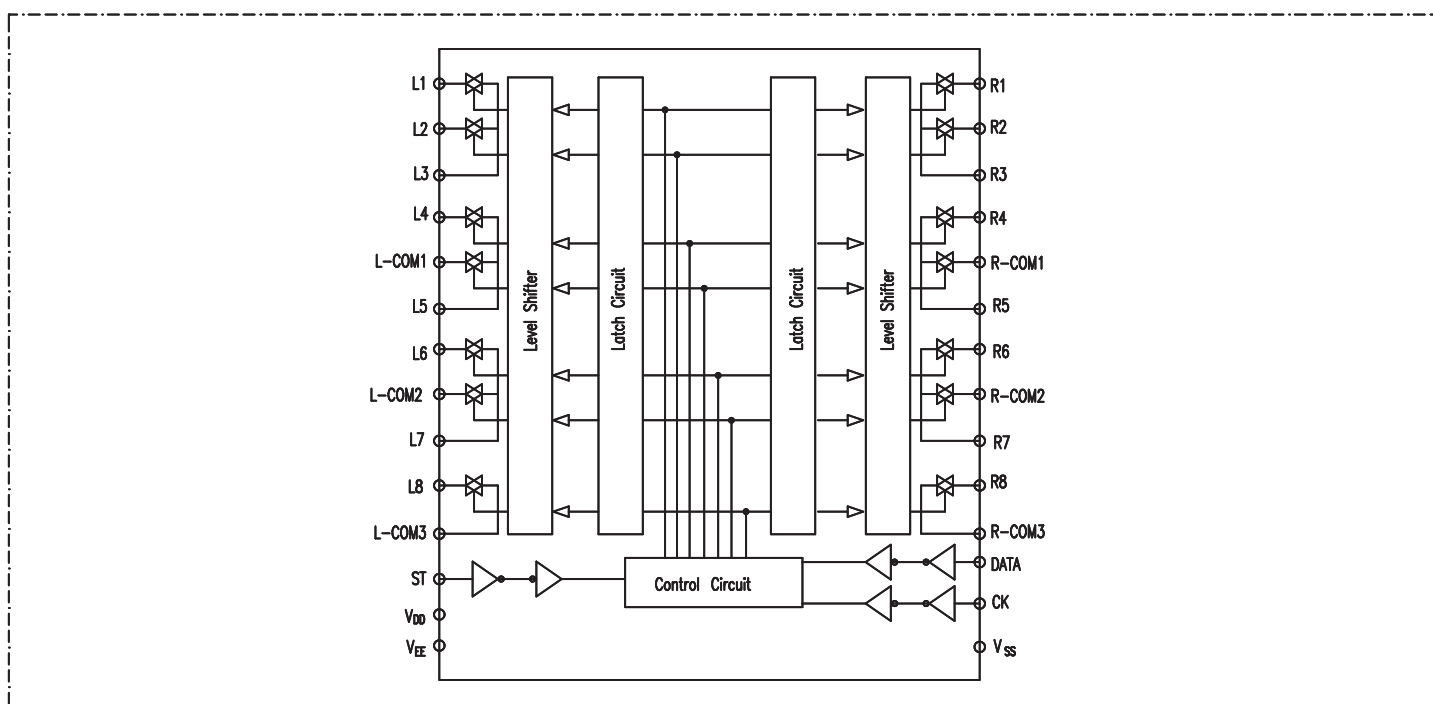 L1
L2
L3
L4
L-COM1
L5
L6
L-COM2
L7
L8
L-COM3
ST
VDD
VEE
Level Shifter
Latch Circuit
Latch Circuit
Level Shifter
Control Circuit
R1
R2
R3
R4
R-COM1
R5
R6
R-COM2
R7
R8
R-COM3
DATA
CK
VSS